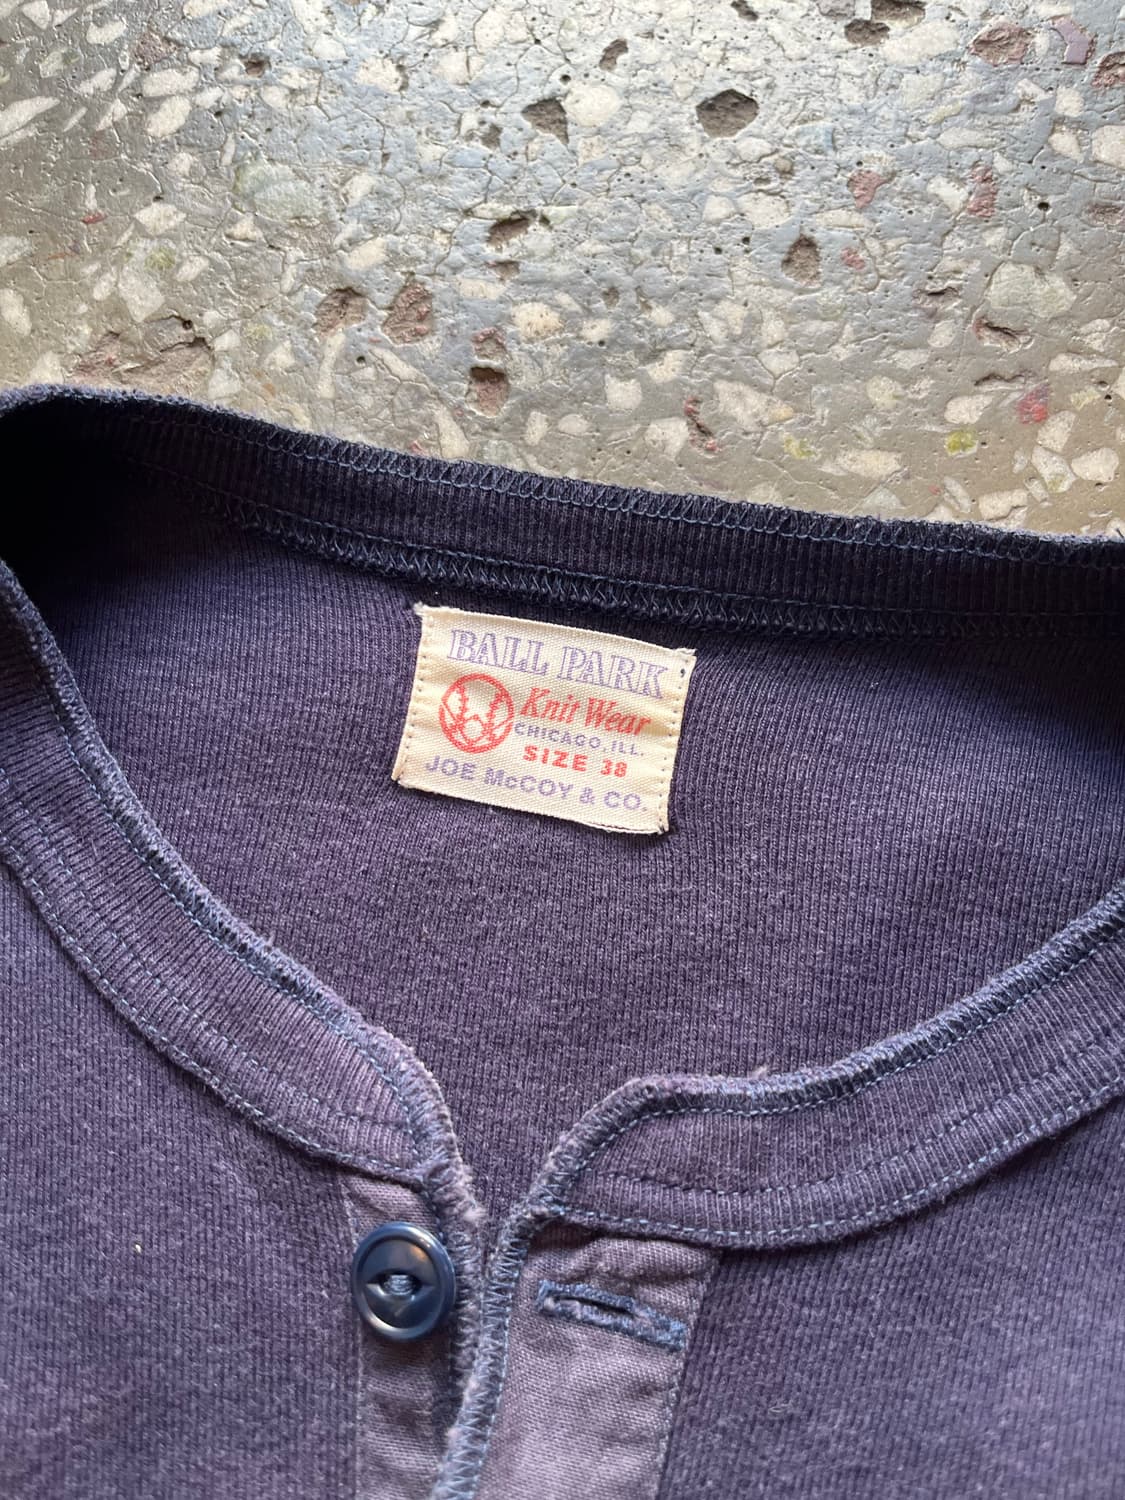 BALL PARK
Knit Wear
CHICAGO, ILL.
SIZE 38
JOE McCOY & CO.